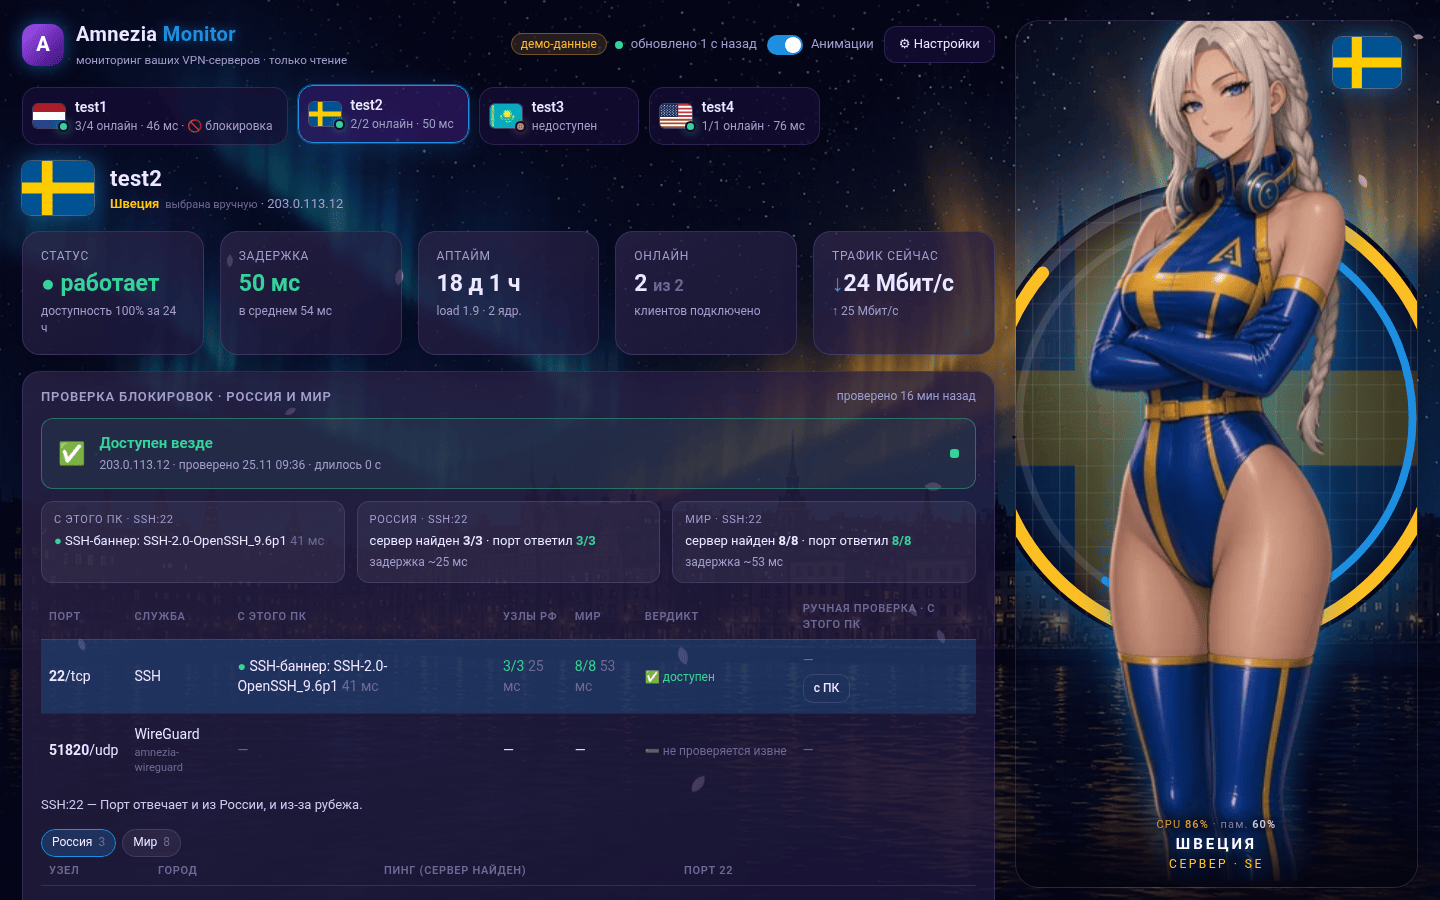 A
Amnezia Monitor
мониторинг ваших VPN-серверов · только чтение
демо-данные
обновлено 1 с назад
Анимации
⚙ Настройки
test1
3/4 онлайн · 46 мс · 🚫 блокировка
test2
2/2 онлайн · 50 мс
test3
недоступен
test4
1/1 онлайн · 76 мс
test2
Швеция выбрана вручную · 203.0.113.12
СТАТУС
● работает
доступность 100% за 24
ч
ЗАДЕРЖКА
50 мс
в среднем 54 мс
АПТАЙМ
18 д 1 ч
load 1.9 · 2 ядр.
ОНЛАЙН
2 из 2
клиентов подключено
ТРАФИК СЕЙЧАС
↓24 Мбит/с
↑ 25 Мбит/с
ПРОВЕРКА БЛОКИРОВОК · РОССИЯ И МИР
проверено 16 мин назад
✅ Доступен везде
203.0.113.12 · проверено 25.11 09:36 · длилось 0 с
С ЭТОГО ПК · SSH:22
● SSH-баннер: SSH-2.0-OpenSSH_9.6p1 41 мс
РОССИЯ · SSH:22
сервер найден 3/3 · порт ответил 3/3
задержка ~25 мс
МИР · SSH:22
сервер найден 8/8 · порт ответил 8/8
задержка ~53 мс
ПОРТ
СЛУЖБА
С ЭТОГО ПК
УЗЛЫ РФ
МИР
ВЕРДИКТ
РУЧНАЯ ПРОВЕРКА · С
ЭТОГО ПК
22/tcp
SSH
● SSH-баннер: SSH-2.0-
OpenSSH_9.6p1 41 мс
3/3 25
мс
8/8 53
мс
✅ доступен
—
с ПК
51820/udp
WireGuard
amnezia-
wireguard
—
—
—
➖ не проверяется извне
—
SSH:22 — Порт отвечает и из России, и из-за рубежа.
Россия 3
Мир 8
УЗЕЛ
ГОРОД
ПИНГ (СЕРВЕР НАЙДЕН)
ПОРТ 22
CPU 86% · пам. 60%
ШВЕЦИЯ
СЕРВЕР · SE